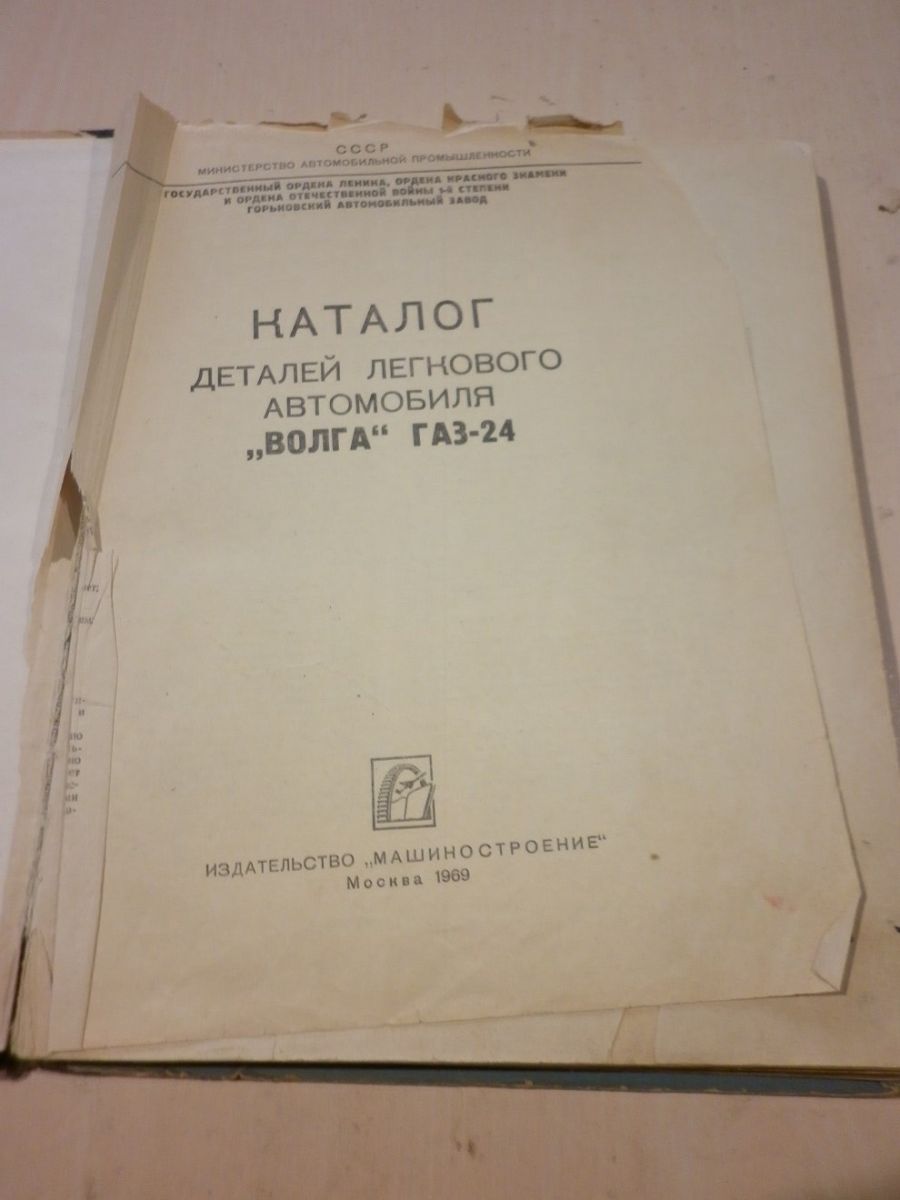 СССР
МИНИСТЕРСТВО АВТОМОБИЛЬНОЙ ПРОМЫШЛЕННОСТИ
ГОСУДАРСТВЕННЫЙ ОРДЕНА ЛЕНИНА, ОРДЕНА КРАСНОГО ЗНАМЕНИ
И ОРДЕНА ОТЕЧЕСТВЕННОЙ ВОЙНЫ 1-й СТЕПЕНИ
ГОРЬКОВСКИЙ АВТОМОБИЛЬНЫЙ ЗАВОД
КАТАЛОГ
ДЕТАЛЕЙ ЛЕГКОВОГО
АВТОМОБИЛЯ
„ВОЛГА“ ГАЗ-24
ИЗДАТЕЛЬСТВО „МАШИНОСТРОЕНИЕ“
Москва 1969